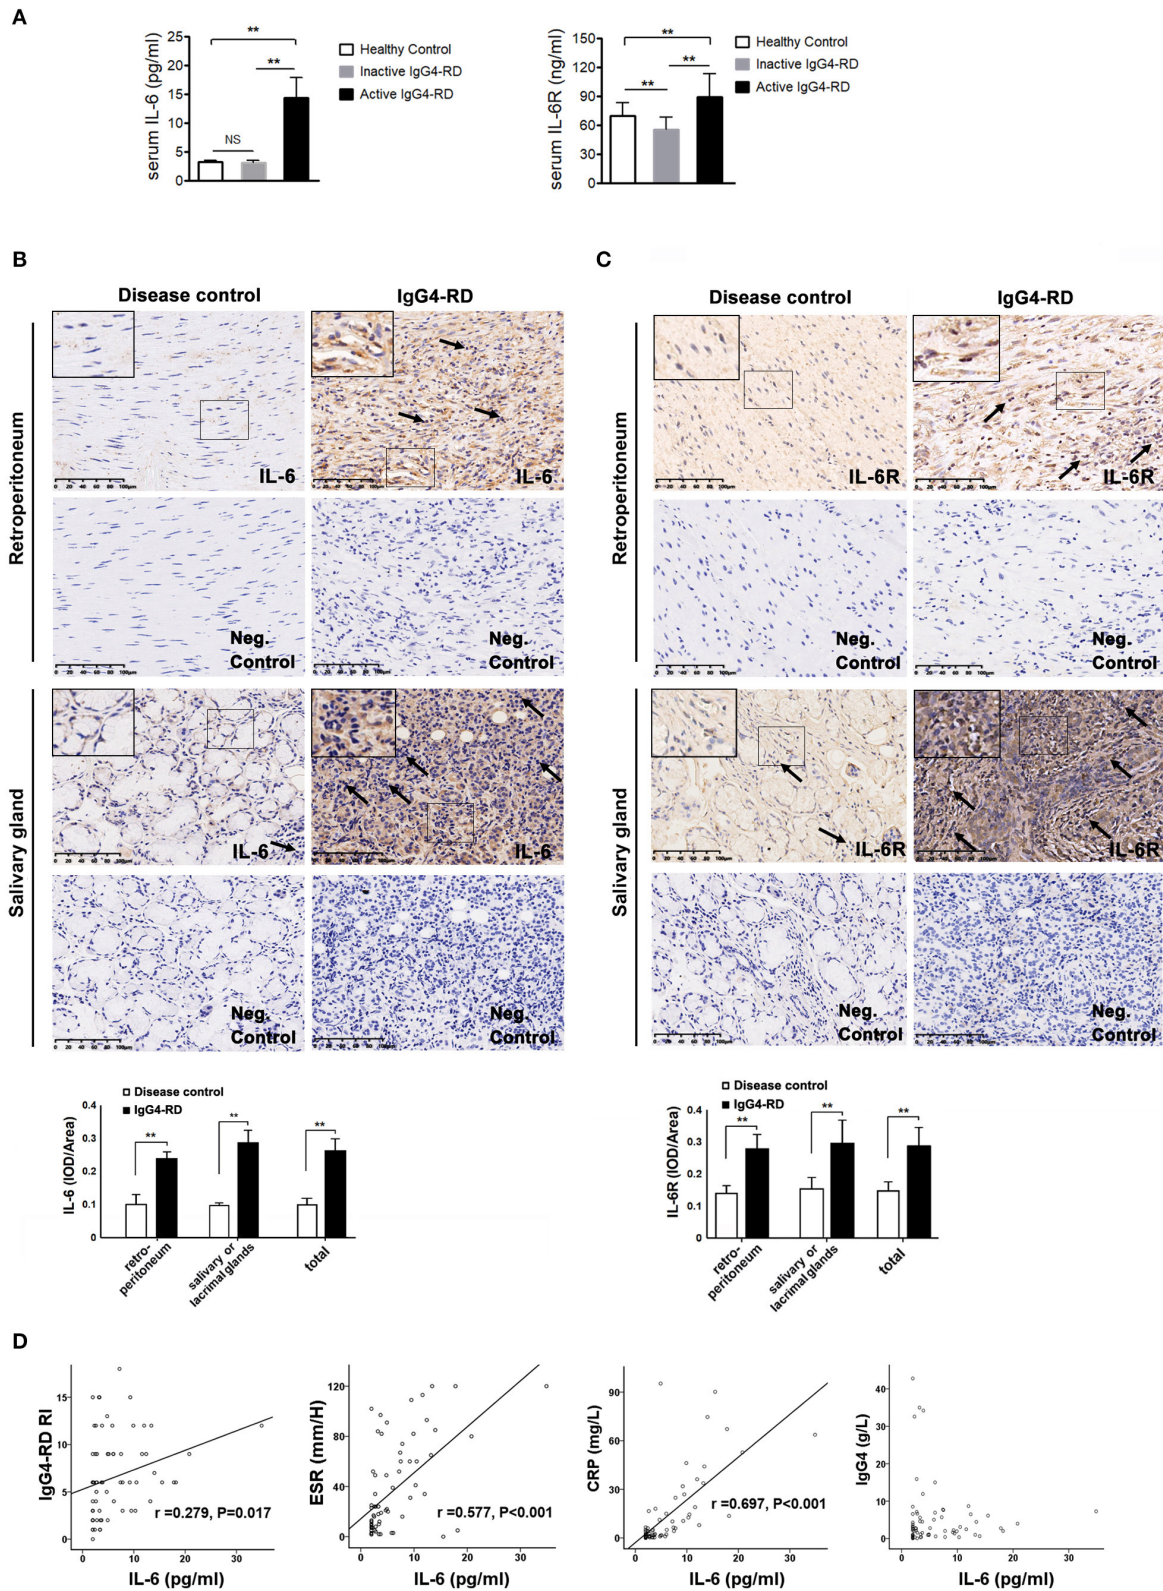 A
serum IL-6 (pg/ml)
25
20
15
10
5
0
**
**
NS
Healthy Control
Inactive IgG4-RD
Active IgG4-RD
serum IL-6R (ng/ml)
150
120
90
60
30
0
**
**
**
Healthy Control
Inactive IgG4-RD
Active IgG4-RD
B
Disease control
IgG4-RD
Retroperitoneum
IL-6
IL-6
Neg.
Control
Neg.
Control
Salivary gland
IL-6
IL-6
Neg.
Control
Neg.
Control
Disease control
IgG4-RD
IL-6 (IOD/Area)
0.4
0.3
0.2
0.1
0
**
**
**
retro-
peritoneum
salivary or
lacrimal glands
total
C
Disease control
IgG4-RD
Retroperitoneum
IL-6R
IL-6R
Neg.
Control
Neg.
Control
Salivary gland
IL-6R
IL-6R
Neg.
Control
Neg.
Control
Disease control
IgG4-RD
IL-6R (IOD/Area)
0.4
0.3
0.2
0.1
0
**
**
**
retro-
peritoneum
salivary or
lacrimal glands
total
D
IgG4-RD RI
15
10
5
0
r =0.279, P=0.017
0 10 20 30
IL-6 (pg/ml)
ESR (mm/H)
120
80
40
0
r =0.577, P<0.001
0 10 20 30
IL-6 (pg/ml)
CRP (mg/L)
90
60
30
0
r =0.697, P<0.001
0 10 20 30
IL-6 (pg/ml)
IgG4 (g/L)
40
30
20
10
0
0 10 20 30
IL-6 (pg/ml)